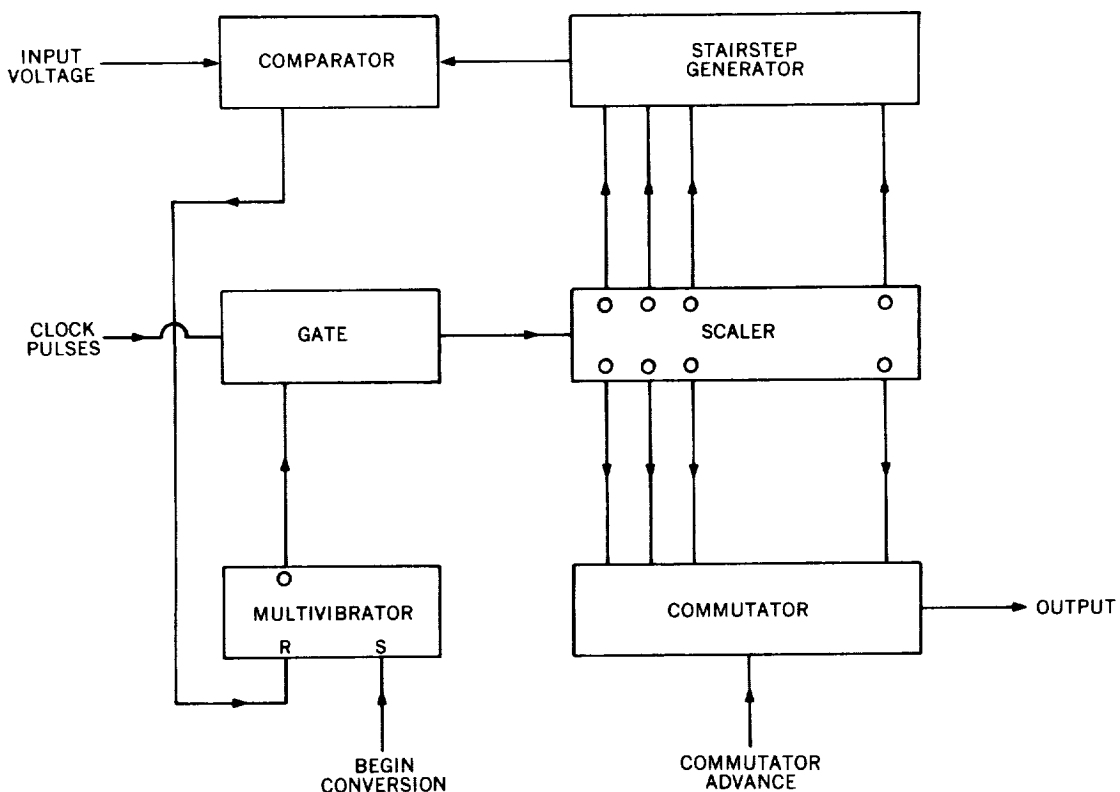 INPUT
VOLTAGE
COMPARATOR
STAIRSTEP
GENERATOR
CLOCK
PULSES
GATE
SCALER
MULTIVIBRATOR
R S
COMMUTATOR
OUTPUT
BEGIN
CONVERSION
COMMUTATOR
ADVANCE